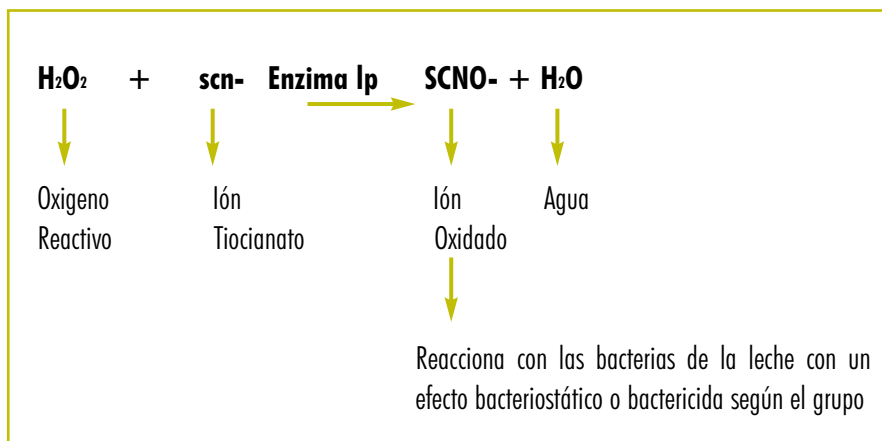 H₂O₂ + scn- Enzima lp SCNO- + H₂O
Oxigeno Ión Ión Agua
Reactivo Tiocianato Oxidado
Reacciona con las bacterias de la leche con un
efecto bacteriostático o bactericida según el grupo